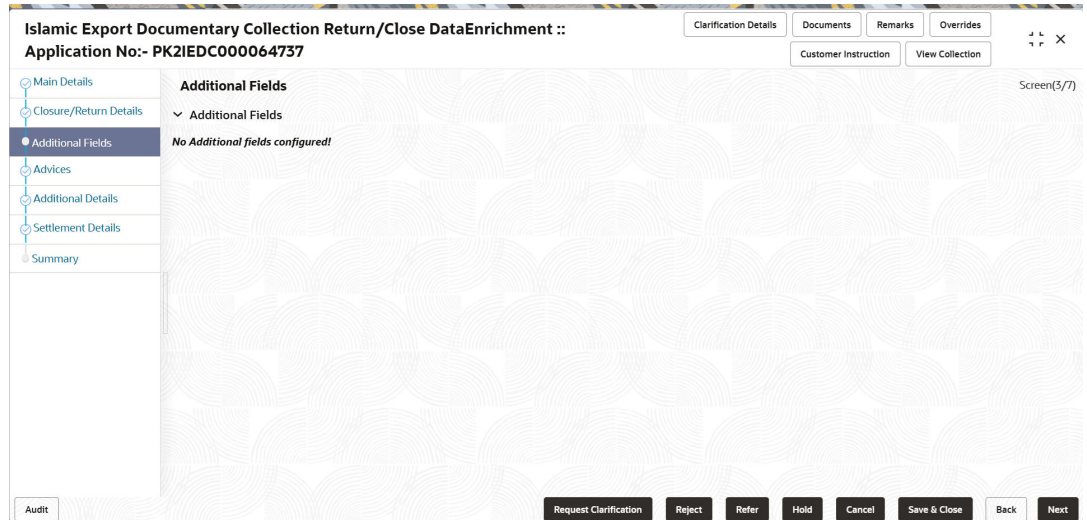 Islamic Export Documentary Collection Return/Close DataEnrichment ::
Application No:- PK2IEDC000064737
Clarification Details
Documents
Remarks
Overrides
Customer Instruction
View Collection
Main Details
Closure/Return Details
Additional Fields
Advices
Additional Details
Settlement Details
Summary
Additional Fields
Screen(3/7)
Additional Fields
No Additional fields configured!
Audit
Request Clarification
Reject
Refer
Hold
Cancel
Save & Close
Back
Next